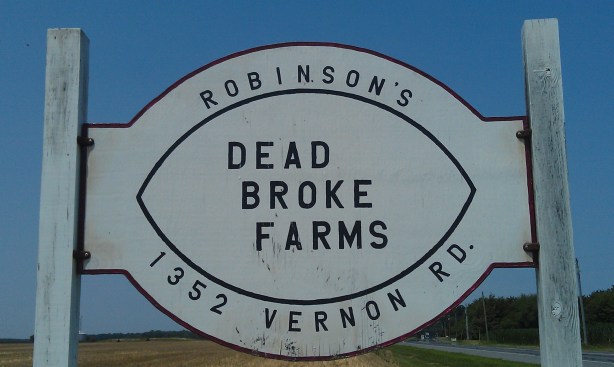 ROBINSON'S
DEAD
BROKE
FARMS
1352 VERNON RD.